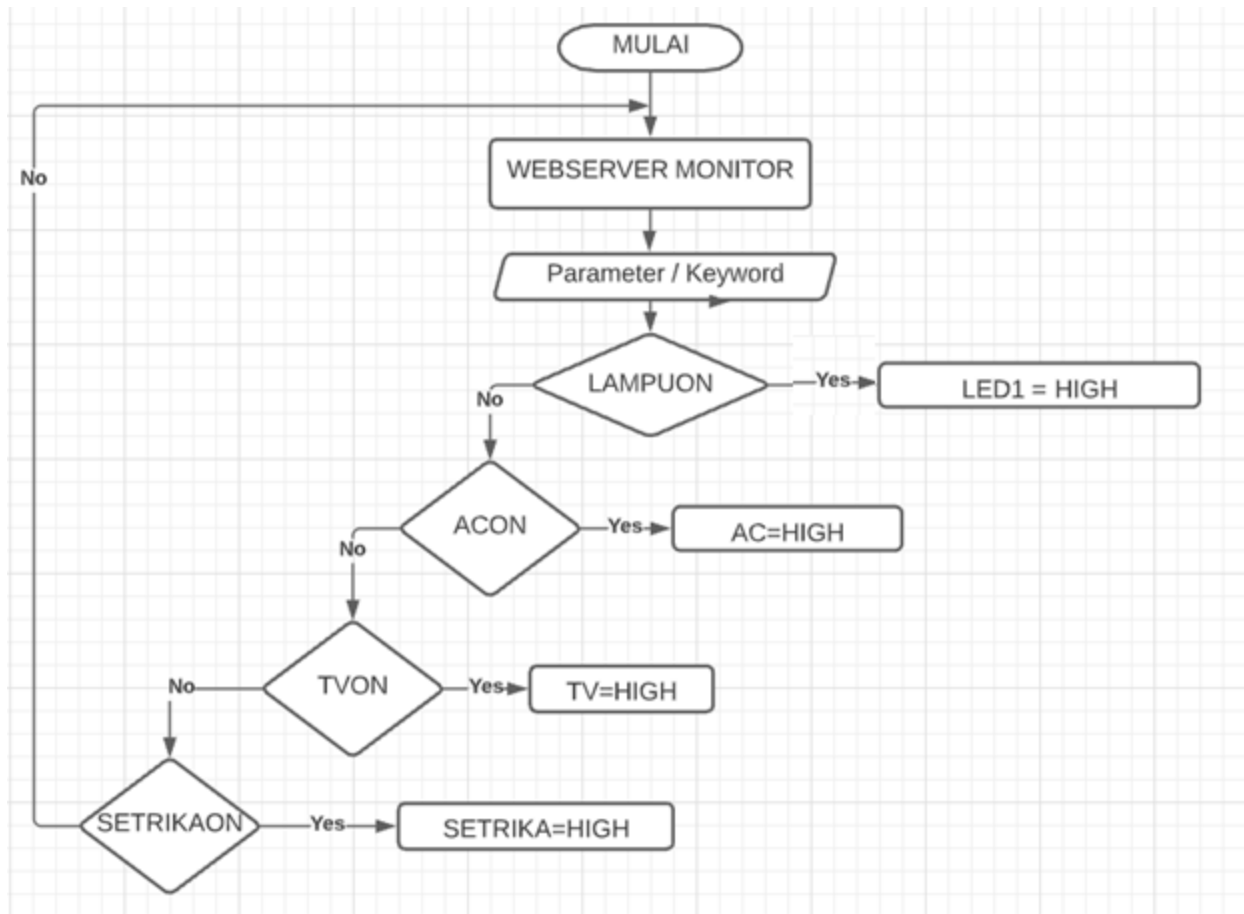 MULAI
No
WEBSERVER MONITOR
Parameter / Keyword
LAMPUON
Yes
LED1 = HIGH
No
ACON
Yes
AC=HIGH
No
TVON
Yes
TV=HIGH
No
SETRIKAON
Yes
SETRIKA=HIGH